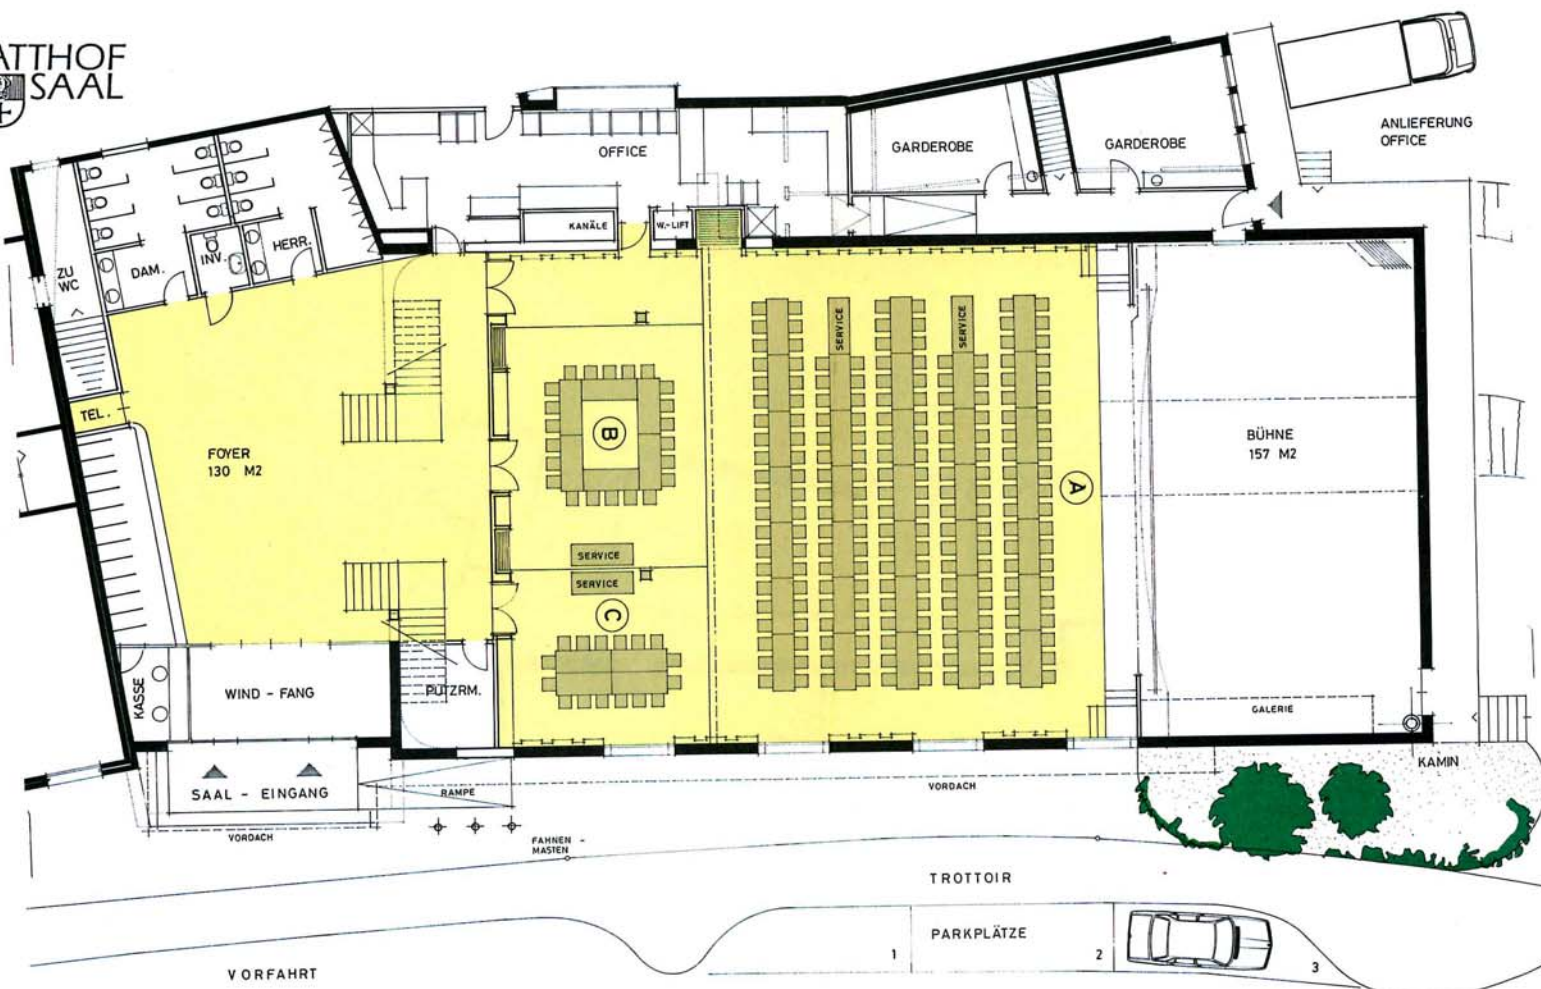 ATTHOF
SAAL
ANLIEFERUNG
OFFICE
GARDEROBE
GARDEROBE
OFFICE
KANÄLE
W.-LIFT
ZU
WC
DAM.
INV.
HERR.
TEL.
FOYER
130 M2
SERVICE
SERVICE
B
A
BÜHNE
157 M2
SERVICE
SERVICE
C
KASSE
WIND - FANG
PUTZRM.
GALERIE
KAMIN
SAAL - EINGANG
RAMPE
VORDACH
VORDACH
FAHNEN -
MASTEN
TROTTOIR
PARKPLÄTZE
1
2
3
VORFAHRT